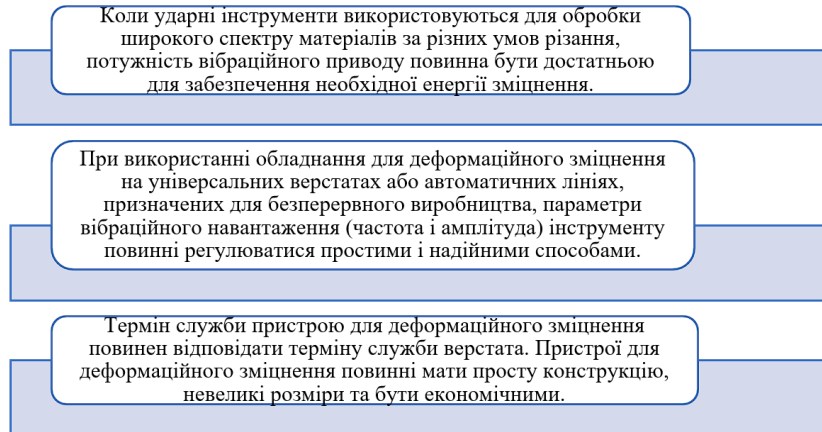 Коли ударні інструменти використовуються для обробки
широкого спектру матеріалів за різних умов різання,
потужність вібраційного приводу повинна бути достатньою
для забезпечення необхідної енергії зміцнення.
При використанні обладнання для деформаційного зміцнення
на універсальних верстатах або автоматичних лініях,
призначених для безперервного виробництва, параметри
вібраційного навантаження (частота і амплітуда) інструменту
повинні регулюватися простими і надійними способами.
Термін служби пристрою для деформаційного зміцнення
повинен відповідати терміну служби верстата. Пристрої для
деформаційного зміцнення повинні мати просту конструкцію,
невеликі розміри та бути економічними.